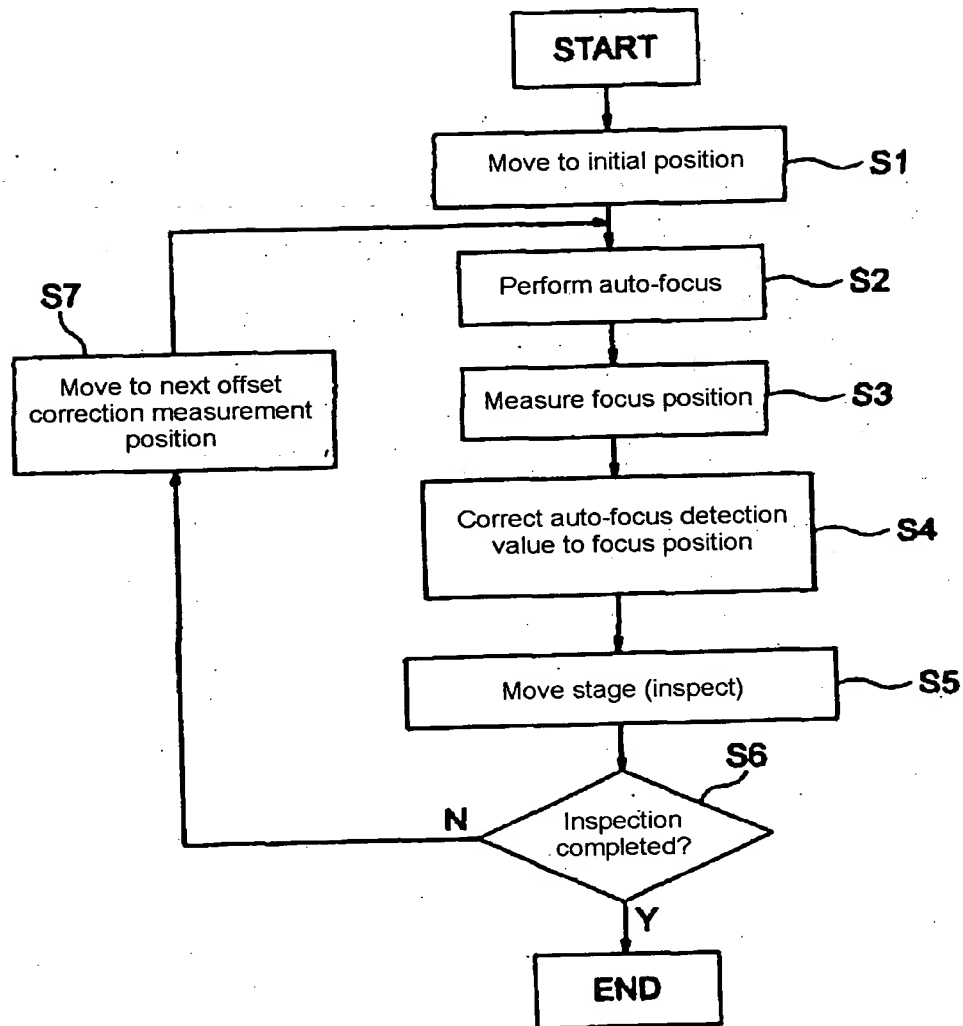 START
Move to initial position
S1
Perform auto-focus
S2
S7
Move to next offset
correction measurement
position
Measure focus position
S3
Correct auto-focus detection
value to focus position
S4
Move stage (inspect)
S5
S6
N
Inspection
completed?
Y
END